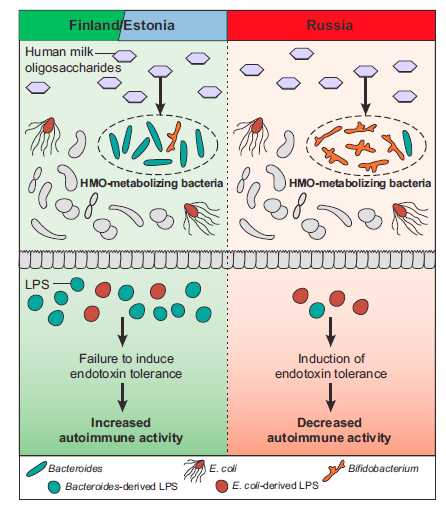 Finland/Estonia
Russia
Human milk
oligosaccharides
HMO-metabolizing bacteria
HMO-metabolizing bacteria
LPS
Failure to induce
endotoxin tolerance
Induction of
endotoxin tolerance
Increased
autoimmune activity
Decreased
autoimmune activity
Bacteroides
E. coli
Bifidobacterium
Bacteroides-derived LPS
E. coli-derived LPS